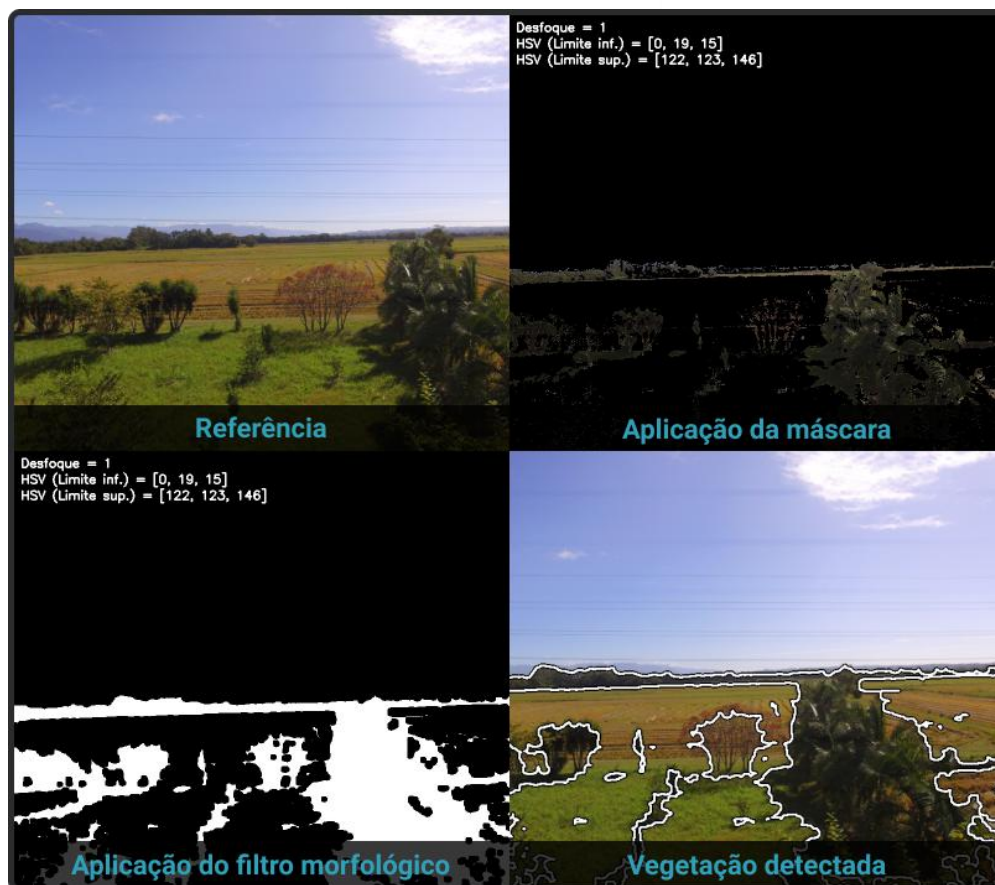 Desfoque = 1
HSV (Limite inf.) = [0, 19, 15]
HSV (Limite sup.) = [122, 123, 146]
Referência
Aplicação da máscara
Desfoque = 1
HSV (Limite inf.) = [0, 19, 15]
HSV (Limite sup.) = [122, 123, 146]
Aplicação do filtro morfológico
Vegetação detectada